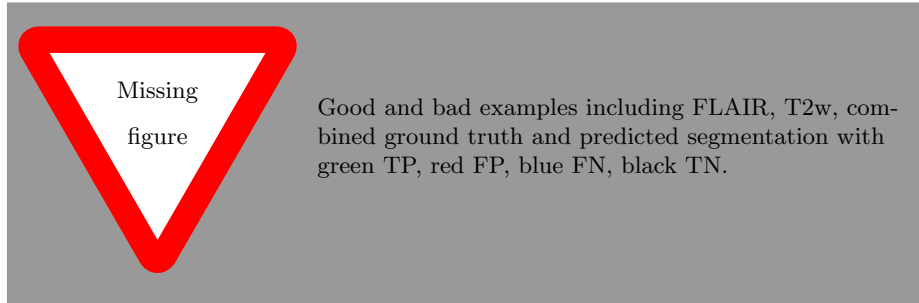 Missing
figure
Good and bad examples including FLAIR, T2w, com-
bined ground truth and predicted segmentation with
green TP, red FP, blue FN, black TN.